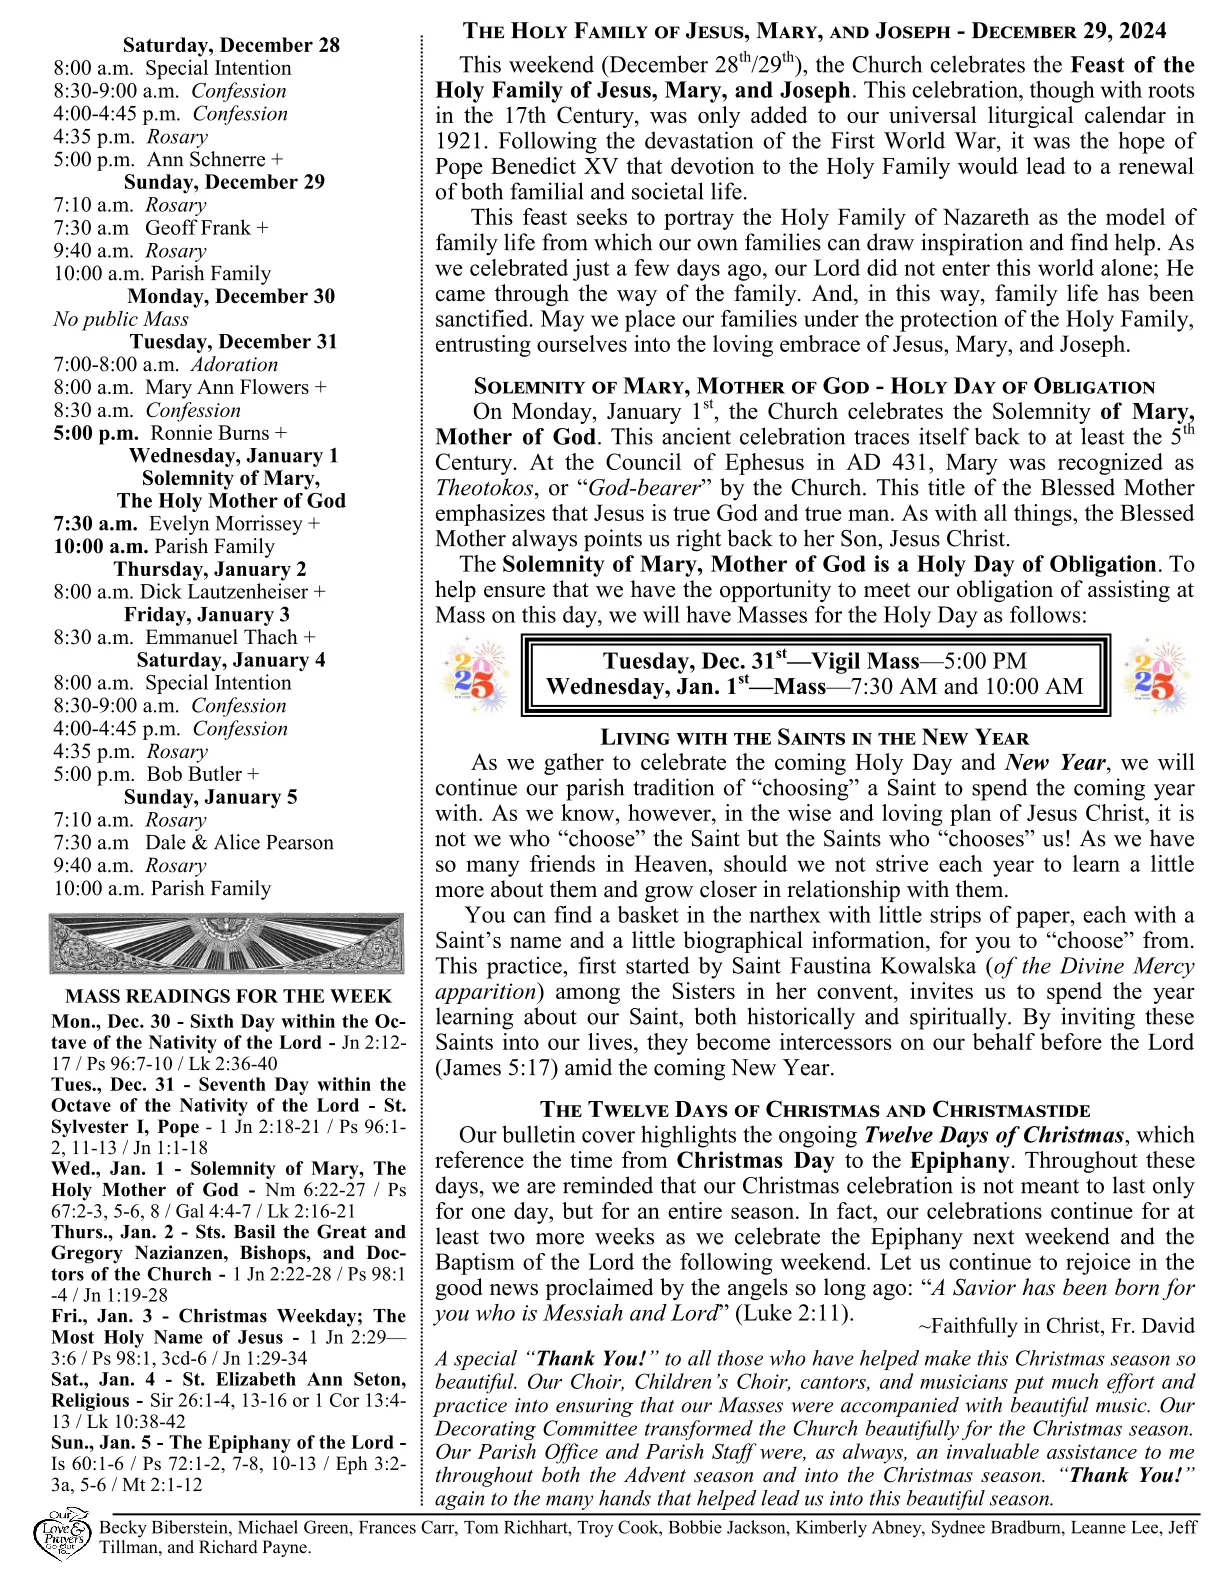 Saturday, December 28
8:00 a.m. Special Intention
8:30-9:00 a.m. Confession
4:00-4:45 p.m. Confession
4:35 p.m. Rosary
5:00 p.m. Ann Schnerre +
Sunday, December 29
7:10 a.m. Rosary
7:30 a.m Geoff Frank +
9:40 a.m. Rosary
10:00 a.m. Parish Family
Monday, December 30
No public Mass
Tuesday, December 31
7:00-8:00 a.m. Adoration
8:00 a.m. Mary Ann Flowers +
8:30 a.m. Confession
5:00 p.m. Ronnie Burns +
Wednesday, January 1
Solemnity of Mary,
The Holy Mother of God
7:30 a.m. Evelyn Morrissey +
10:00 a.m. Parish Family
Thursday, January 2
8:00 a.m. Dick Lautzenheiser +
Friday, January 3
8:30 a.m. Emmanuel Thach +
Saturday, January 4
8:00 a.m. Special Intention
8:30-9:00 a.m. Confession
4:00-4:45 p.m. Confession
4:35 p.m. Rosary
5:00 p.m. Bob Butler +
Sunday, January 5
7:10 a.m. Rosary
7:30 a.m Dale & Alice Pearson
9:40 a.m. Rosary
10:00 a.m. Parish Family
MASS READINGS FOR THE WEEK
Mon., Dec. 30 - Sixth Day within the Oc-
tave of the Nativity of the Lord - Jn 2:12-
17 / Ps 96:7-10 / Lk 2:36-40
Tues., Dec. 31 - Seventh Day within the
Octave of the Nativity of the Lord - St.
Sylvester I, Pope - 1 Jn 2:18-21 / Ps 96:1-
2, 11-13 / Jn 1:1-18
Wed., Jan. 1 - Solemnity of Mary, The
Holy Mother of God - Nm 6:22-27 / Ps
67:2-3, 5-6, 8 / Gal 4:4-7 / Lk 2:16-21
Thurs., Jan. 2 - Sts. Basil the Great and
Gregory Nazianzen, Bishops, and Doc-
tors of the Church - 1 Jn 2:22-28 / Ps 98:1
-4 / Jn 1:19-28
Fri., Jan. 3 - Christmas Weekday; The
Most Holy Name of Jesus - 1 Jn 2:29—
3:6 / Ps 98:1, 3cd-6 / Jn 1:29-34
Sat., Jan. 4 - St. Elizabeth Ann Seton,
Religious - Sir 26:1-4, 13-16 or 1 Cor 13:4-
13 / Lk 10:38-42
Sun., Jan. 5 - The Epiphany of the Lord -
Is 60:1-6 / Ps 72:1-2, 7-8, 10-13 / Eph 3:2-
3a, 5-6 / Mt 2:1-12
The Holy Family of Jesus, Mary, and Joseph - December 29, 2024
This weekend (December 28th/29th), the Church celebrates the Feast of the
Holy Family of Jesus, Mary, and Joseph. This celebration, though with roots
in the 17th Century, was only added to our universal liturgical calendar in
1921. Following the devastation of the First World War, it was the hope of
Pope Benedict XV that devotion to the Holy Family would lead to a renewal
of both familial and societal life.
This feast seeks to portray the Holy Family of Nazareth as the model of
family life from which our own families can draw inspiration and find help. As
we celebrated just a few days ago, our Lord did not enter this world alone; He
came through the way of the family. And, in this way, family life has been
sanctified. May we place our families under the protection of the Holy Family,
entrusting ourselves into the loving embrace of Jesus, Mary, and Joseph.
Solemnity of Mary, Mother of God - Holy Day of Obligation
On Monday, January 1st, the Church celebrates the Solemnity of Mary,
Mother of God. This ancient celebration traces itself back to at least the 5th
Century. At the Council of Ephesus in AD 431, Mary was recognized as
Theotokos, or “God-bearer” by the Church. This title of the Blessed Mother
emphasizes that Jesus is true God and true man. As with all things, the Blessed
Mother always points us right back to her Son, Jesus Christ.
The Solemnity of Mary, Mother of God is a Holy Day of Obligation. To
help ensure that we have the opportunity to meet our obligation of assisting at
Mass on this day, we will have Masses for the Holy Day as follows:
2025
Tuesday, Dec. 31st—Vigil Mass—5:00 PM
Wednesday, Jan. 1st—Mass—7:30 AM and 10:00 AM
2025
Living with the Saints in the New Year
As we gather to celebrate the coming Holy Day and New Year, we will
continue our parish tradition of “choosing” a Saint to spend the coming year
with. As we know, however, in the wise and loving plan of Jesus Christ, it is
not we who “choose” the Saint but the Saints who “chooses” us! As we have
so many friends in Heaven, should we not strive each year to learn a little
more about them and grow closer in relationship with them.
You can find a basket in the narthex with little strips of paper, each with a
Saint’s name and a little biographical information, for you to “choose” from.
This practice, first started by Saint Faustina Kowalska (of the Divine Mercy
apparition) among the Sisters in her convent, invites us to spend the year
learning about our Saint, both historically and spiritually. By inviting these
Saints into our lives, they become intercessors on our behalf before the Lord
(James 5:17) amid the coming New Year.
The Twelve Days of Christmas and Christmastide
Our bulletin cover highlights the ongoing Twelve Days of Christmas, which
reference the time from Christmas Day to the Epiphany. Throughout these
days, we are reminded that our Christmas celebration is not meant to last only
for one day, but for an entire season. In fact, our celebrations continue for at
least two more weeks as we celebrate the Epiphany next weekend and the
Baptism of the Lord the following weekend. Let us continue to rejoice in the
good news proclaimed by the angels so long ago: “A Savior has been born for
you who is Messiah and Lord” (Luke 2:11).
~Faithfully in Christ, Fr. David
A special “Thank You!” to all those who have helped make this Christmas season so
beautiful. Our Choir, Children’s Choir, cantors, and musicians put much effort and
practice into ensuring that our Masses were accompanied with beautiful music. Our
Decorating Committee transformed the Church beautifully for the Christmas season.
Our Parish Office and Parish Staff were, as always, an invaluable assistance to me
throughout both the Advent season and into the Christmas season. “Thank You!”
again to the many hands that helped lead us into this beautiful season.
Our
Love &
Prayers
Go Out
To...
Becky Biberstein, Michael Green, Frances Carr, Tom Richhart, Troy Cook, Bobbie Jackson, Kimberly Abney, Sydnee Bradburn, Leanne Lee, Jeff
Tillman, and Richard Payne.